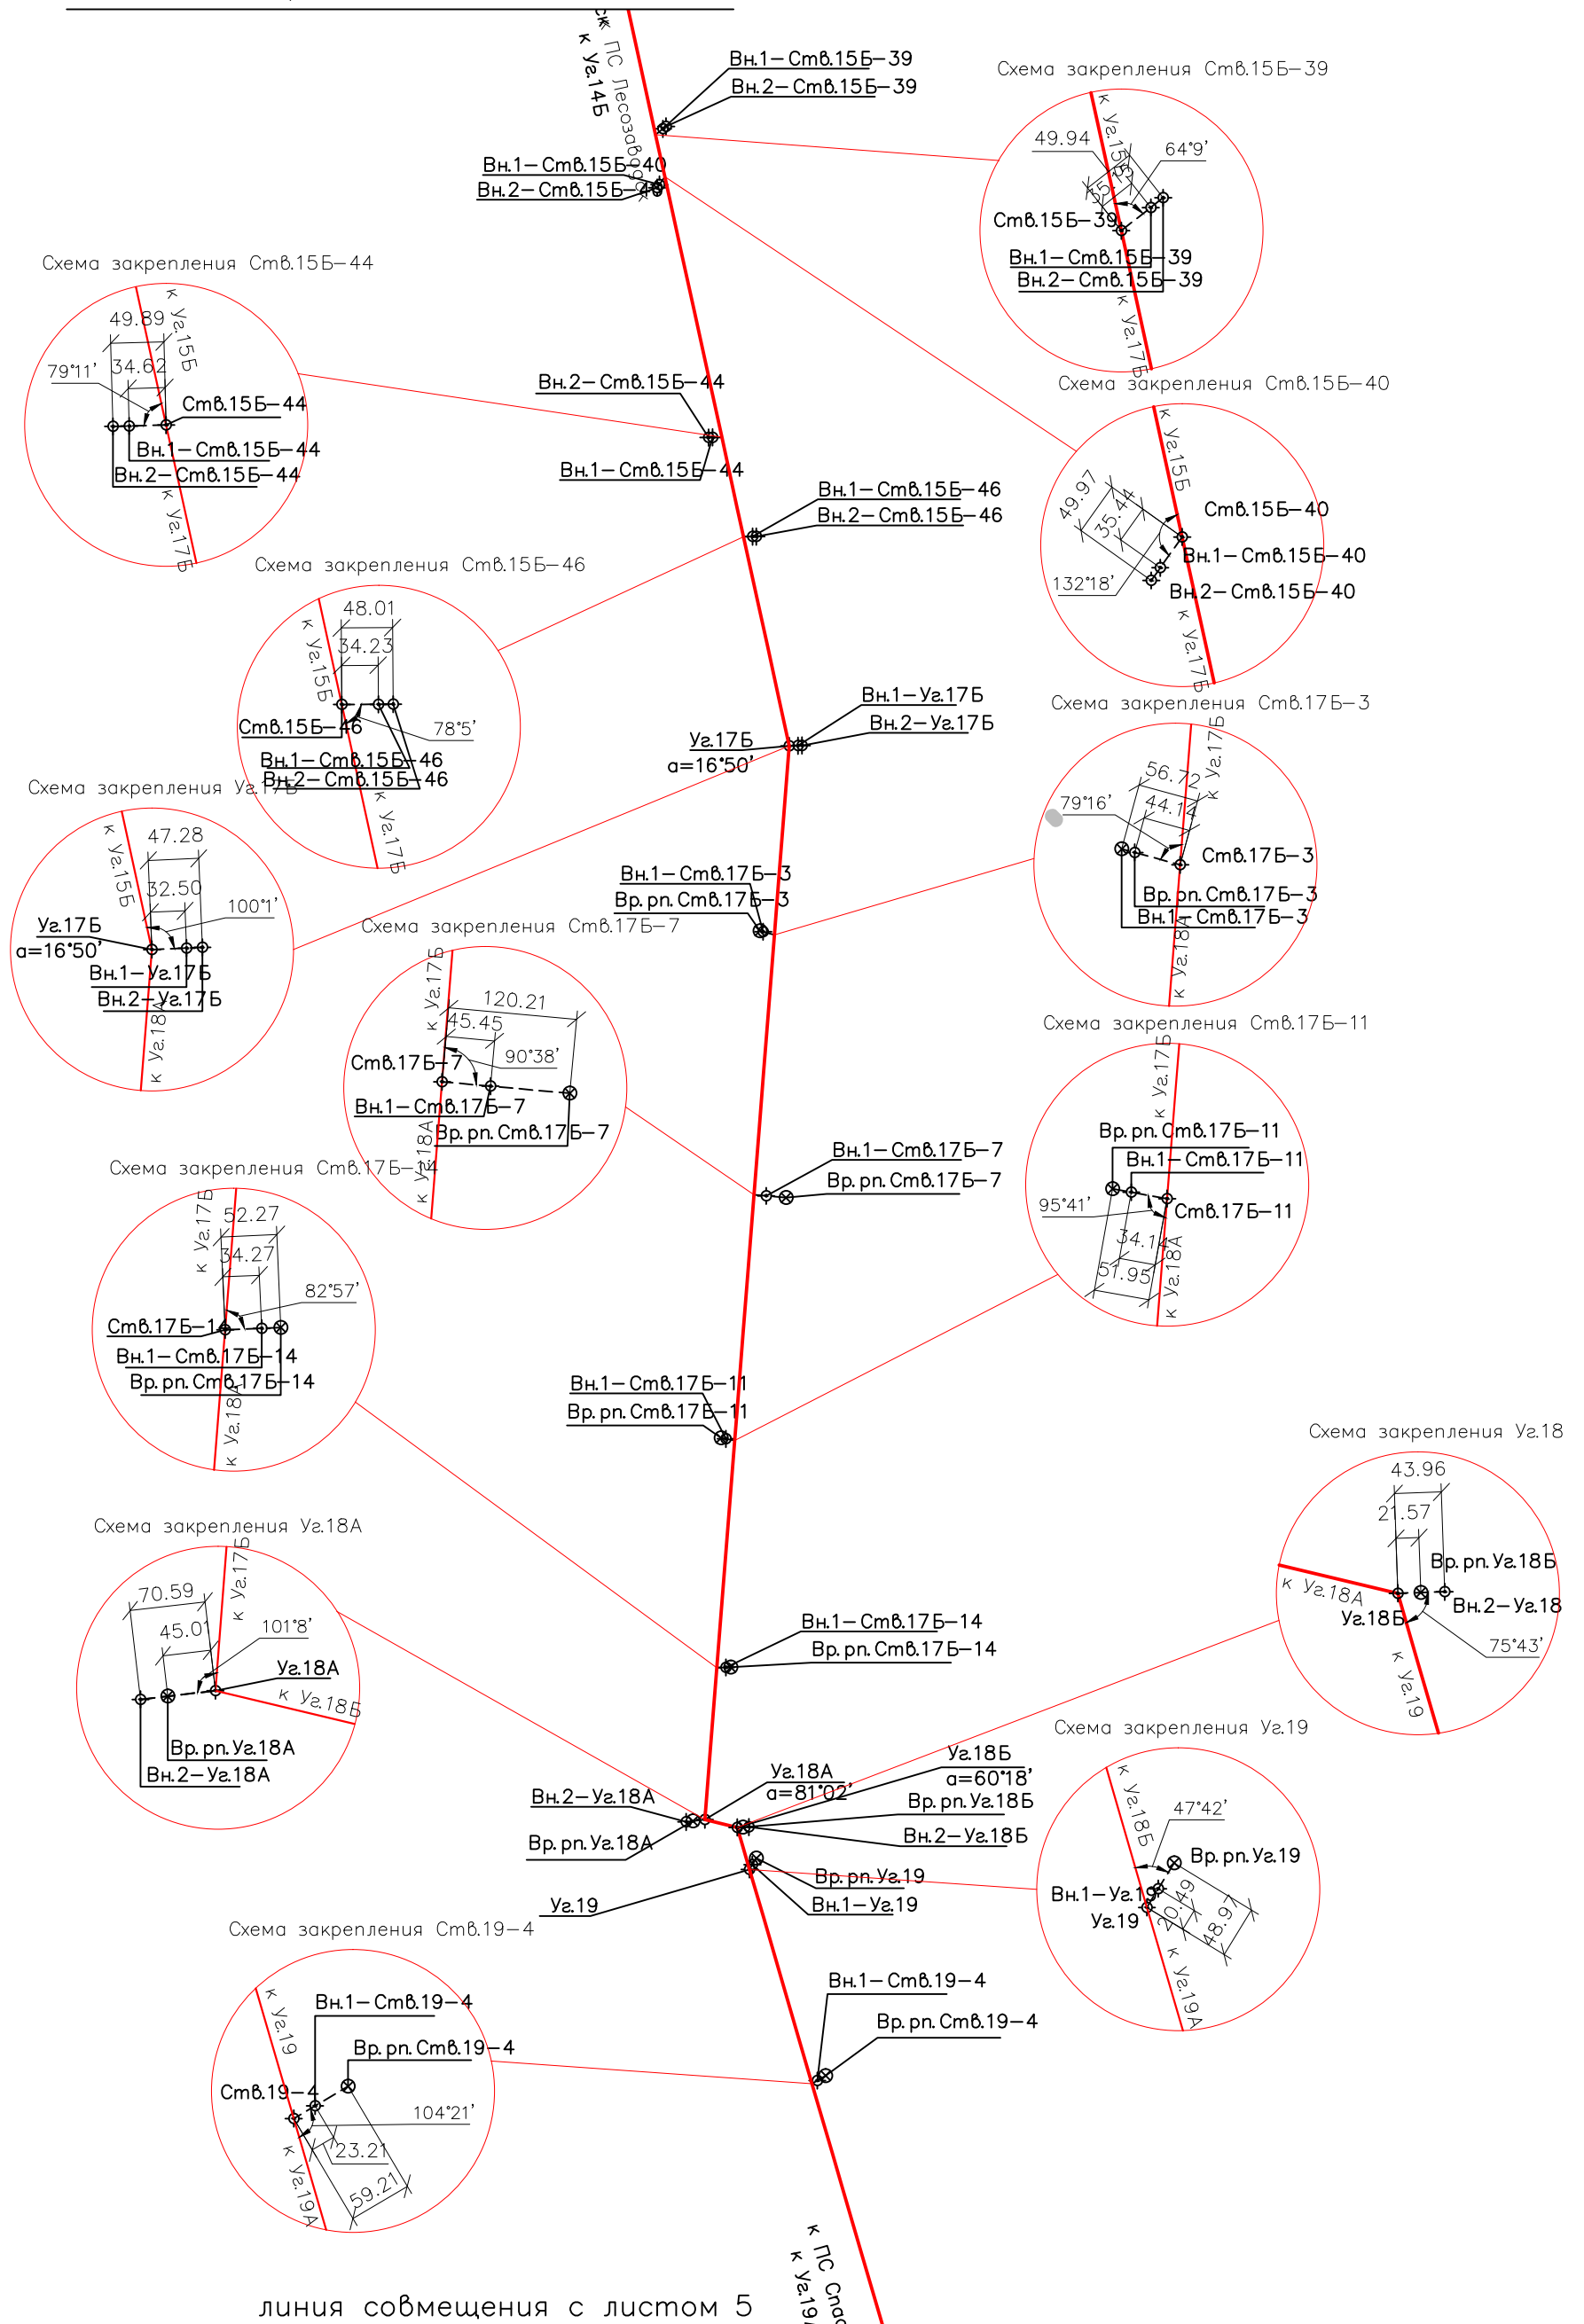 к ПС Лесозаводск
к Уг.14Б
Вн.1-Ств.15Б-39
Вн.2-Ств.15Б-39
Вн.1-Ств.15Б-40
Вн.2-Ств.15Б-40
Схема закрепления Ств.15Б-39
к Уг.15Б
49.94
35.25
64°9'
Ств.15Б-39
Вн.1-Ств.15Б-39
Вн.2-Ств.15Б-39
к Уг.17Б
Схема закрепления Ств.15Б-44
к Уг.15Б
49.89
34.62
79°11'
Ств.15Б-44
Вн.1-Ств.15Б-44
Вн.2-Ств.15Б-44
к Уг.17Б
Вн.2-Ств.15Б-44
Вн.1-Ств.15Б-44
Схема закрепления Ств.15Б-40
к Уг.15Б
49.97
35.44
Ств.15Б-40
Вн.1-Ств.15Б-40
132°18'
Вн.2-Ств.15Б-40
к Уг.17Б
Вн.1-Ств.15Б-46
Вн.2-Ств.15Б-46
Схема закрепления Ств.15Б-46
48.01
34.23
к Уг.15Б
Ств.15Б-46
78°5'
Вн.1-Ств.15Б-46
Вн.2-Ств.15Б-46
к Уг.17Б
Вн.1-Уг.17Б
Вн.2-Уг.17Б
Уг.17Б
а=16°50'
Схема закрепления Ств.17Б-3
к Уг.17Б
56.72
44.14
79°16'
Ств.17Б-3
Вр.рп.Ств.17Б-3
Вн.1-Ств.17Б-3
к Уг.18А
Схема закрепления Уг.17Б
к Уг.15Б
47.28
32.50
100°1'
Уг.17Б
а=16°50'
Вн.1-Уг.17Б
Вн.2-Уг.17Б
к Уг.18А
Вн.1-Ств.17Б-3
Вр.рп.Ств.17Б-3
Схема закрепления Ств.17Б-7
к Уг.17Б
120.21
45.45
90°38'
Ств.17Б-7
Вн.1-Ств.17Б-7
Вр.рп.Ств.17Б-7
к Уг.18А
Схема закрепления Ств.17Б-11
к Уг.17Б
Вр.рп.Ств.17Б-11
Вн.1-Ств.17Б-11
95°41'
Ств.17Б-11
34.14
51.95
к Уг.18А
Вн.1-Ств.17Б-7
Вр.рп.Ств.17Б-7
Схема закрепления Ств.17Б-14
к Уг.17Б
52.27
34.27
82°57'
Ств.17Б-14
Вн.1-Ств.17Б-14
Вр.рп.Ств.17Б-14
к Уг.18А
Вн.1-Ств.17Б-11
Вр.рп.Ств.17Б-11
Схема закрепления Уг.18
43.96
21.57
Вр.рп.Уг.18Б
к Уг.18А
Уг.18Б
Вн.2-Уг.18
75°43'
к Уг.19
Схема закрепления Уг.18А
к Уг.17Б
70.59
45.01
101°8'
Уг.18А
к Уг.18Б
Вр.рп.Уг.18А
Вн.2-Уг.18А
Вн.1-Ств.17Б-14
Вр.рп.Ств.17Б-14
Уг.18А
а=81°02'
Уг.18Б
а=60°18'
Вн.2-Уг.18А
Вр.рп.Уг.18А
Вр.рп.Уг.18Б
Вн.2-Уг.18Б
Вр.рп.Уг.19
Вн.1-Уг.19
Уг.19
Схема закрепления Уг.19
к Уг.18Б
47°42'
Вр.рп.Уг.19
Вн.1-Уг.19
Уг.19
20.49
48.97
к Уг.19А
Схема закрепления Ств.19-4
к Уг.19
Вн.1-Ств.19-4
Вр.рп.Ств.19-4
Ств.19-4
104°21'
23.21
59.21
к Уг.19А
Вн.1-Ств.19-4
Вр.рп.Ств.19-4
к ПС Спас
к Уг.19
линия совмещения с листом 5